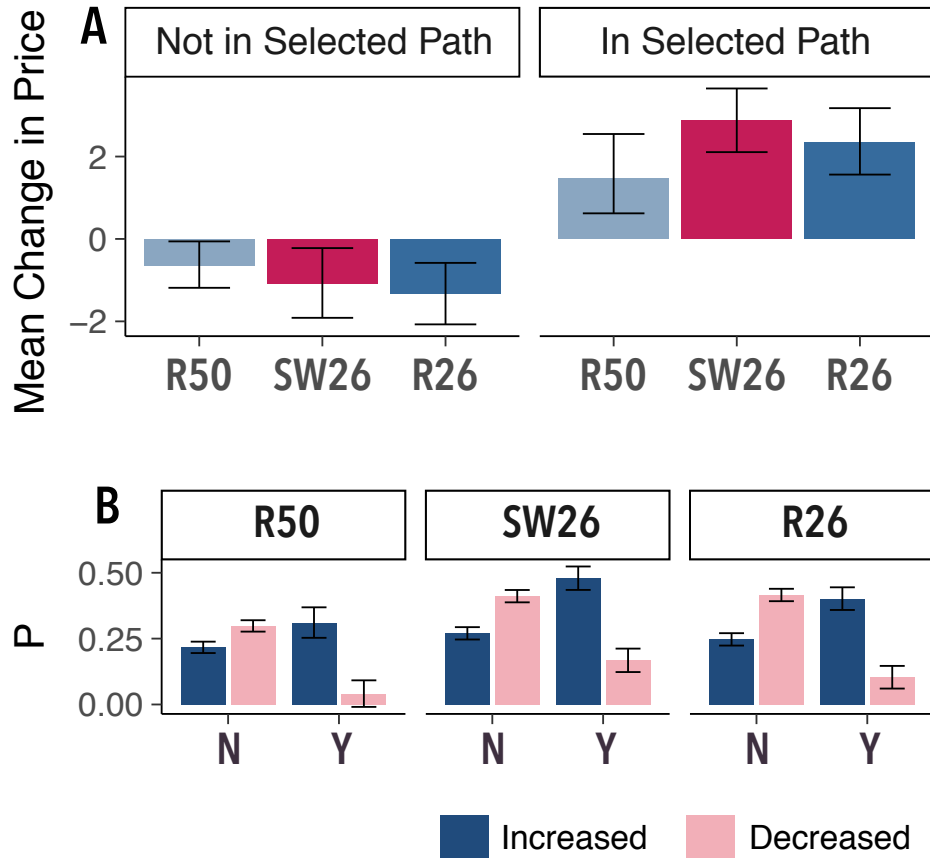 A
Mean Change in Price
Not in Selected Path
In Selected Path
2
0
−2
R50 SW26 R26
R50 SW26 R26
B
P
R50 SW26 R26
0.50
0.25
0.00
N Y N Y N Y
Increased Decreased